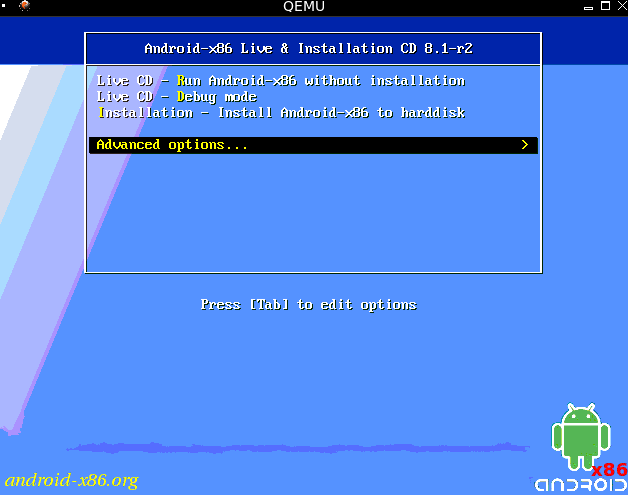 QEMU
Android-x86 Live & Installation CD 8.1-r2
Live CD - Run Android-x86 without installation
Live CD - Debug mode
Installation - Install Android-x86 to harddisk
Advanced options... >
Press [Tab] to edit options
android-x86.org
x86
ANDROID